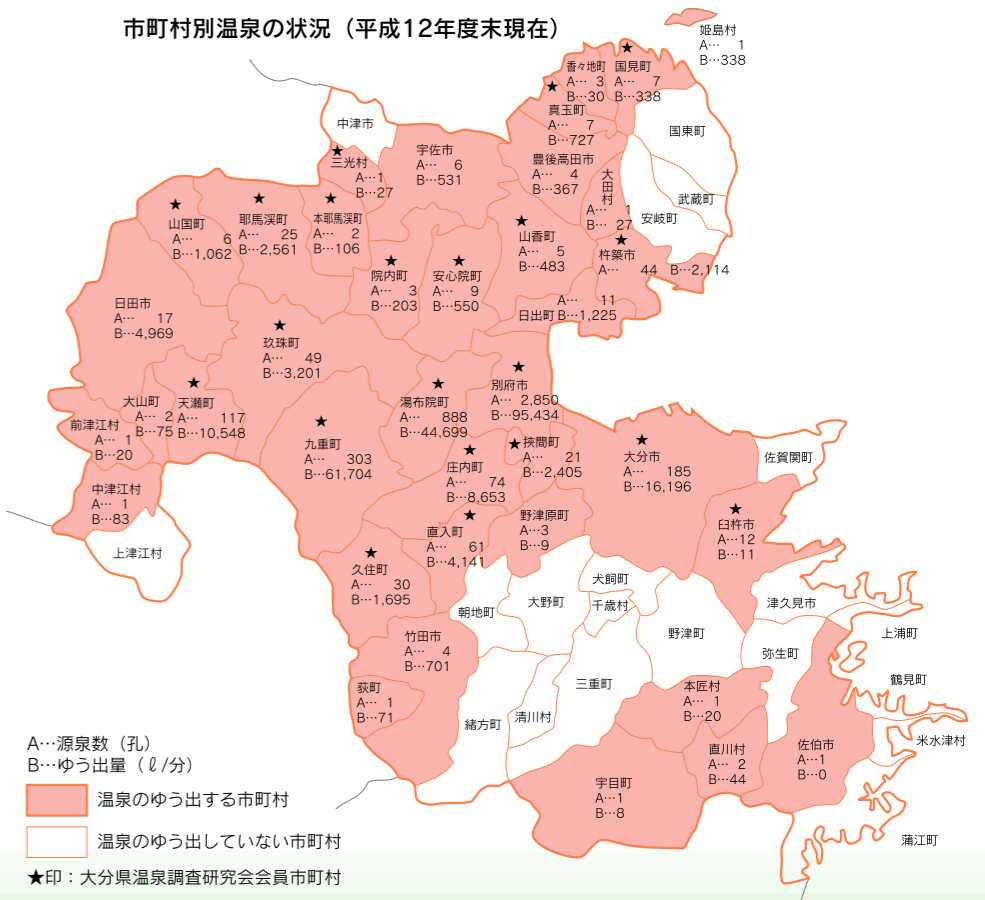 市町村別温泉の状況（平成12年度末現在）
姫島村
A… 1
B…338
香々地町
A… 3
B…30
国見町
A… 7
B…338
真玉町
A… 7
B…727
国東町
中津市
三光村
A…1
B…27
宇佐市
A… 6
B…531
豊後高田市
A… 4
B…367
大田村
A… 1
B… 27
武蔵町
安岐町
山国町
A… 6
B…1,062
耶馬渓町
A… 25
B…2,561
本耶馬渓町
A… 2
B…106
山香町
A… 5
B…483
杵築市
A… 44 B…2,114
院内町
A… 3
B…203
安心院町
A… 9
B…550
日田市
A… 17
B…4,969
日出町
A… 11
B…1,225
玖珠町
A… 49
B…3,201
別府市
A… 2,850
B…95,434
湯布院町
A… 888
B…44,699
大山町
A… 2
B…75
天瀬町
A… 117
B…10,548
前津江村
A… 1
B…20
九重町
A… 303
B…61,704
挾間町
A… 21
B…2,405
庄内町
A… 74
B…8,653
大分市
A… 185
B…16,196
佐賀関町
中津江村
A… 1
B…83
上津江村
野津原町
A…3
B…9
臼杵市
A…12
B…11
直入町
A… 61
B…4,141
久住町
A… 30
B…1,695
犬飼町
千歳村
大野町
朝地町
津久見市
上浦町
野津町
弥生町
竹田市
A… 4
B…701
荻町
A… 1
B…71
三重町
清川村
緒方町
本匠村
A… 1
B…20
鶴見町
米水津村
直川村
A… 2
B…44
佐伯市
A…1
B…0
宇目町
A…1
B…8
蒲江町
A…源泉数（孔）
B…ゆう出量（ℓ/分）
温泉のゆう出する市町村
温泉のゆう出していない市町村
★印：大分県温泉調査研究会会員市町村